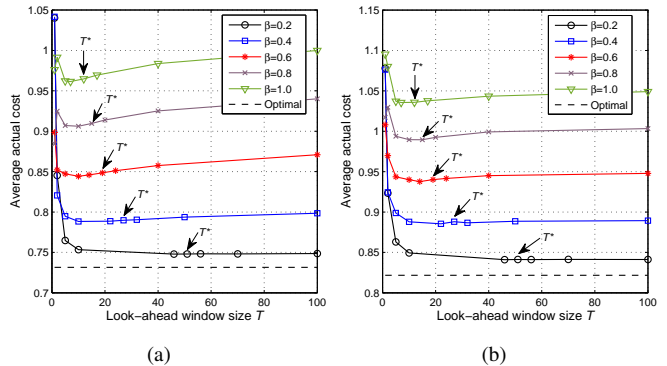 1.05
1
0.95
0.9
0.85
0.8
0.75
0.7
0 20 40 60 80 100
Average actual cost
Look-ahead window size T
T*
T*
T*
T*
T*
β=0.2
β=0.4
β=0.6
β=0.8
β=1.0
Optimal
(a)
1.15
1.1
1.05
1
0.95
0.9
0.85
0.8
0 20 40 60 80 100
Average actual cost
Look-ahead window size T
T*
T*
T*
T*
T*
β=0.2
β=0.4
β=0.6
β=0.8
β=1.0
Optimal
(b)